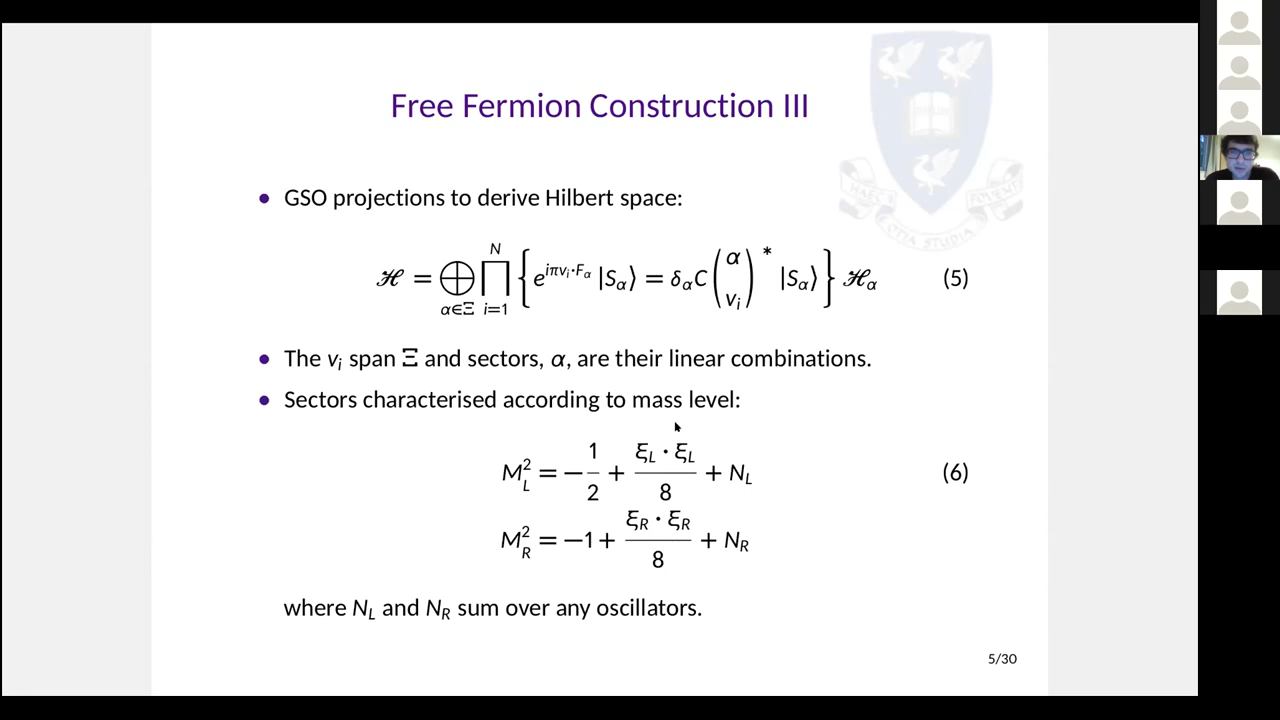 Free Fermion Construction III
• GSO projections to derive Hilbert space:
ℋ = ⨁_{α∈Ξ} ∏_{i=1}^{N} { e^{iπv_i·F_α} |S_α⟩ = δ_α C(α v_i)^* |S_α⟩ } ℋ_α (5)
• The v_i span Ξ and sectors, α, are their linear combinations.
• Sectors characterised according to mass level:
M_L^2 = −1/2 + ξ_L · ξ_L / 8 + N_L (6)
M_R^2 = −1 + ξ_R · ξ_R / 8 + N_R
where N_L and N_R sum over any oscillators.
5/30